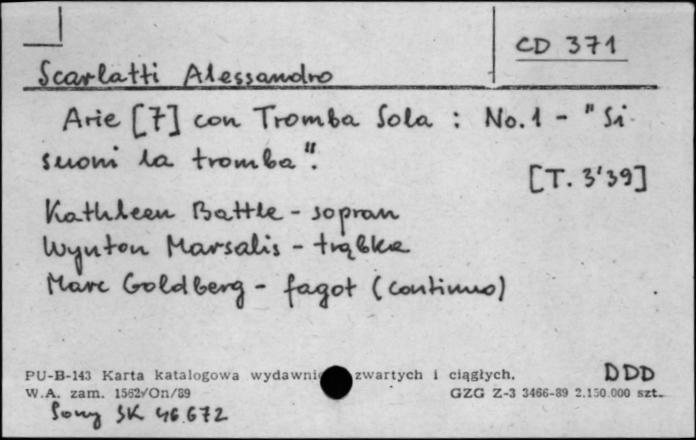 CD 371
Scarlatti Alessandro
Arie [7] con Tromba Sola : No.1 - "Si
suoni la tromba".
[T. 3'39]
Kathleen Battle - sopran
Wynton Marsalis - trąbka
Marc Goldberg - fagot (continuo)
PU-B-143 Karta katalogowa wydawni zwartych i ciągłych. DDD
W.A. zam. 1562/On/89 GZG Z-3 3466-89 2.150.000 szt.
Sony SK 46.672